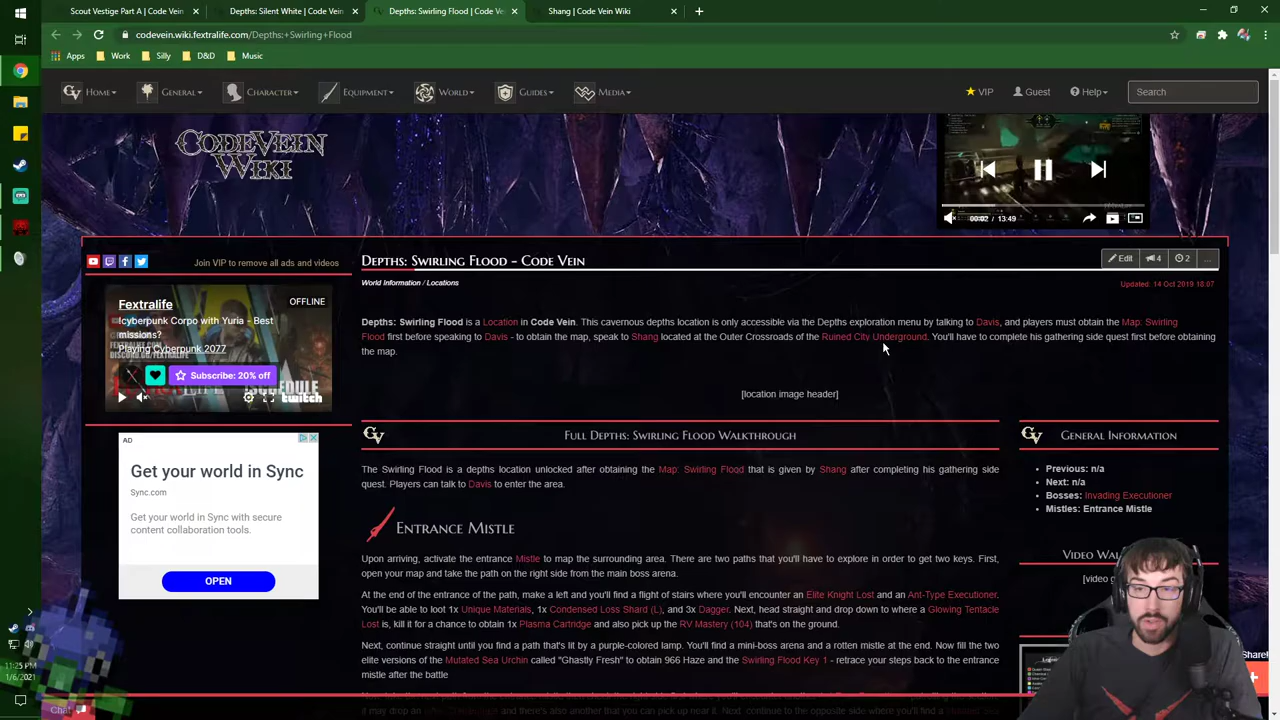 Scout Vestige Part A | Code Vein
Depths: Silent White | Code Vein
Depths: Swirling Flood | Code Ve
Shang | Code Vein Wiki
codevein.wiki.fextralife.com/Depths:+Swirling+Flood
Apps
Work
Silly
D&D
Music
Home
General
Character
Equipment
World
Guides
Media
VIP
Guest
Help
Search
Code Vein
Wiki
00:02 / 13:49
Join VIP to remove all ads and videos
Depths: Swirling Flood - Code Vein
Edit
4
2
...
World Information / Locations
Updated: 14 Oct 2019 18:07
Fextralife
OFFLINE
Icyberpunk Corpo with Yuria - Best
missions?
Playing Cyberpunk 2077
Subscribe: 20% off
SCHEDULE
twitch
Depths: Swirling Flood is a Location in Code Vein. This cavernous depths location is only accessible via the Depths exploration menu by talking to Davis, and players must obtain the Map: Swirling
Flood first before speaking to Davis - to obtain the map, speak to Shang located at the Outer Crossroads of the Ruined City Underground. You'll have to complete his gathering side quest first before obtaining
the map.
[location image header]
Full Depths: Swirling Flood Walkthrough
General Information
AD
Get your world in Sync
Sync.com
Get your world in Sync with secure
content collaboration tools.
OPEN
The Swirling Flood is a depths location unlocked after obtaining the Map: Swirling Flood that is given by Shang after completing his gathering side
quest. Players can talk to Davis to enter the area.
Previous: n/a
Next: n/a
Bosses: Invading Executioner
Mistles: Entrance Mistle
Entrance Mistle
Upon arriving, activate the entrance Mistle to map the surrounding area. There are two paths that you'll have to explore in order to get two keys. First,
open your map and take the path on the right side from the main boss arena.
Video Wal
[video g
At the end of the entrance of the path, make a left and you'll find a flight of stairs where you'll encounter an Elite Knight Lost and an Ant-Type Executioner.
You'll be able to loot 1x Unique Materials, 1x Condensed Loss Shard (L), and 3x Dagger. Next, head straight and drop down to where a Glowing Tentacle
Lost is, kill it for a chance to obtain 1x Plasma Cartridge and also pick up the RV Mastery (104) that's on the ground.
Next, continue straight until you find a path that's lit by a purple-colored lamp. You'll find a mini-boss arena and a rotten mistle at the end. Now fill the two
elite versions of the Mutated Sea Urchin called "Ghastly Fresh" to obtain 966 Haze and the Swirling Flood Key 1 - retrace your steps back to the entrance
mistle after the battle
Share
Chat
11:25 PM
1/6/2021